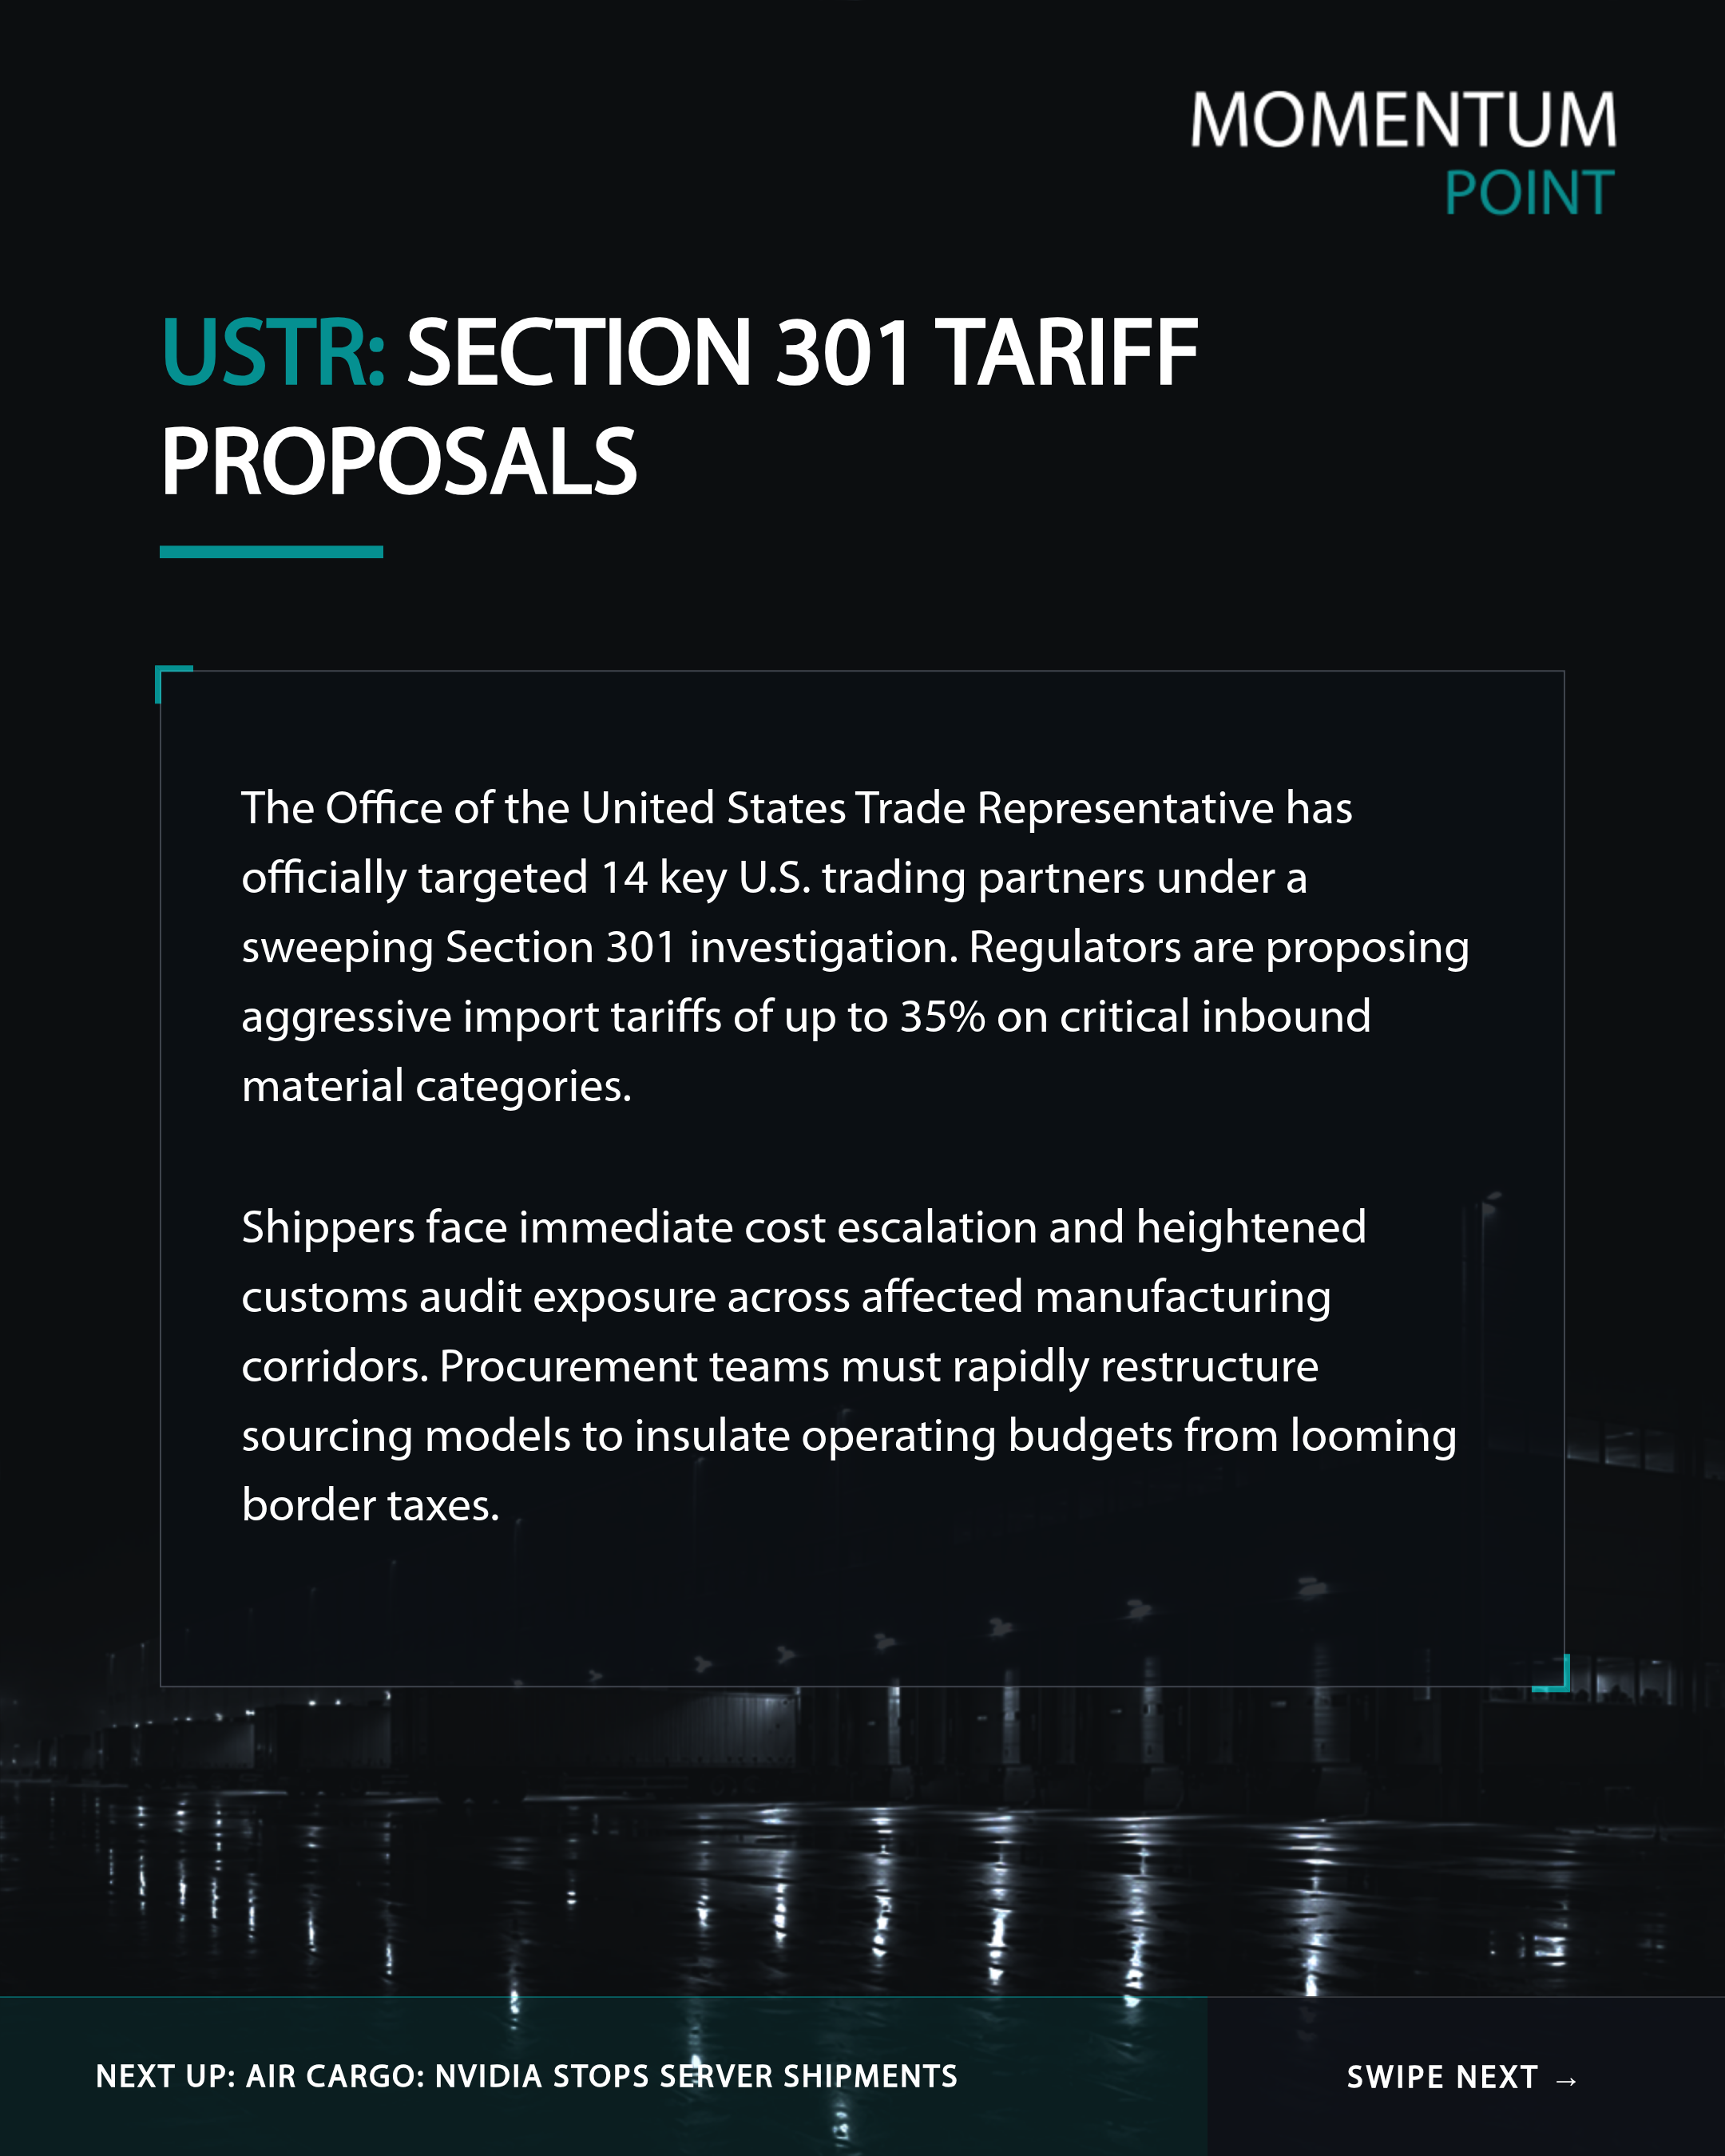 MOMENTUM
POINT
USTR: SECTION 301 TARIFF
PROPOSALS
The Office of the United States Trade Representative has
officially targeted 14 key U.S. trading partners under a
sweeping Section 301 investigation. Regulators are proposing
aggressive import tariffs of up to 35% on critical inbound
material categories.
Shippers face immediate cost escalation and heightened
customs audit exposure across affected manufacturing
corridors. Procurement teams must rapidly restructure
sourcing models to insulate operating budgets from looming
border taxes.
NEXT UP: AIR CARGO: NVIDIA STOPS SERVER SHIPMENTS
SWIPE NEXT →